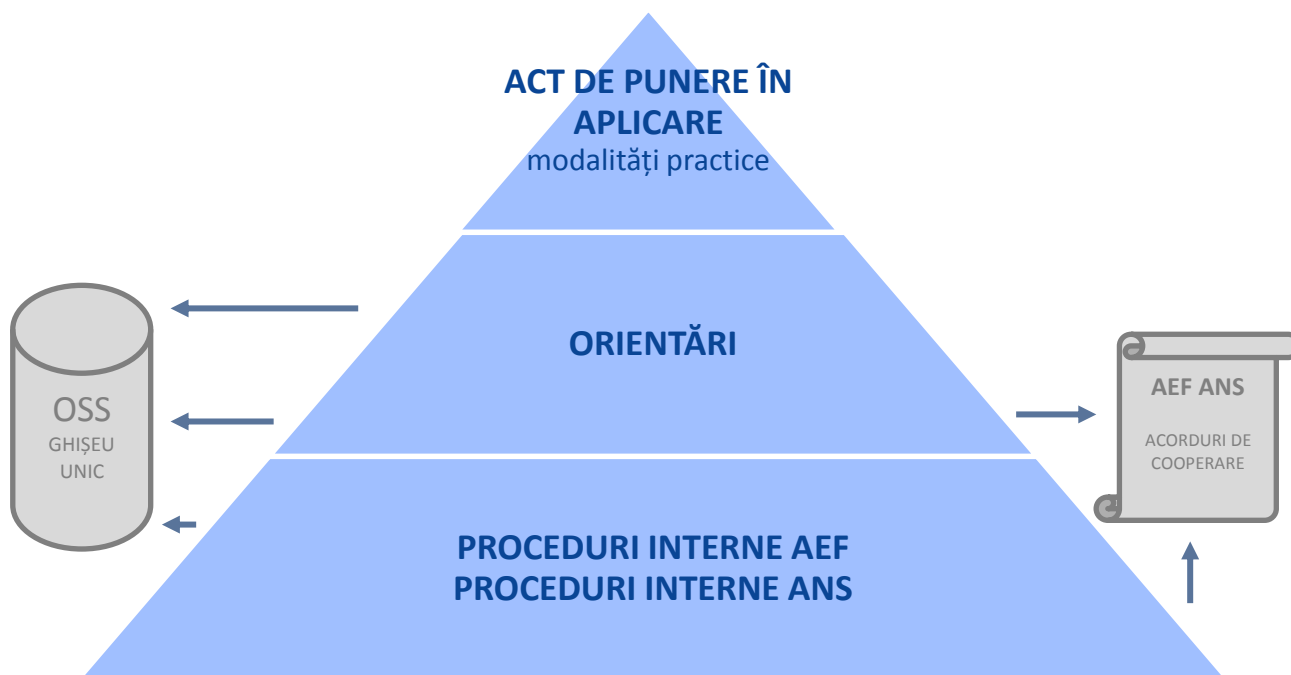 ACT DE PUNERE ÎN
APLICARE
modalități practice
ORIENTĂRI
OSS
GHIȘEU
UNIC
AEF ANS
ACORDURI DE
COOPERARE
PROCEDURI INTERNE AEF
PROCEDURI INTERNE ANS